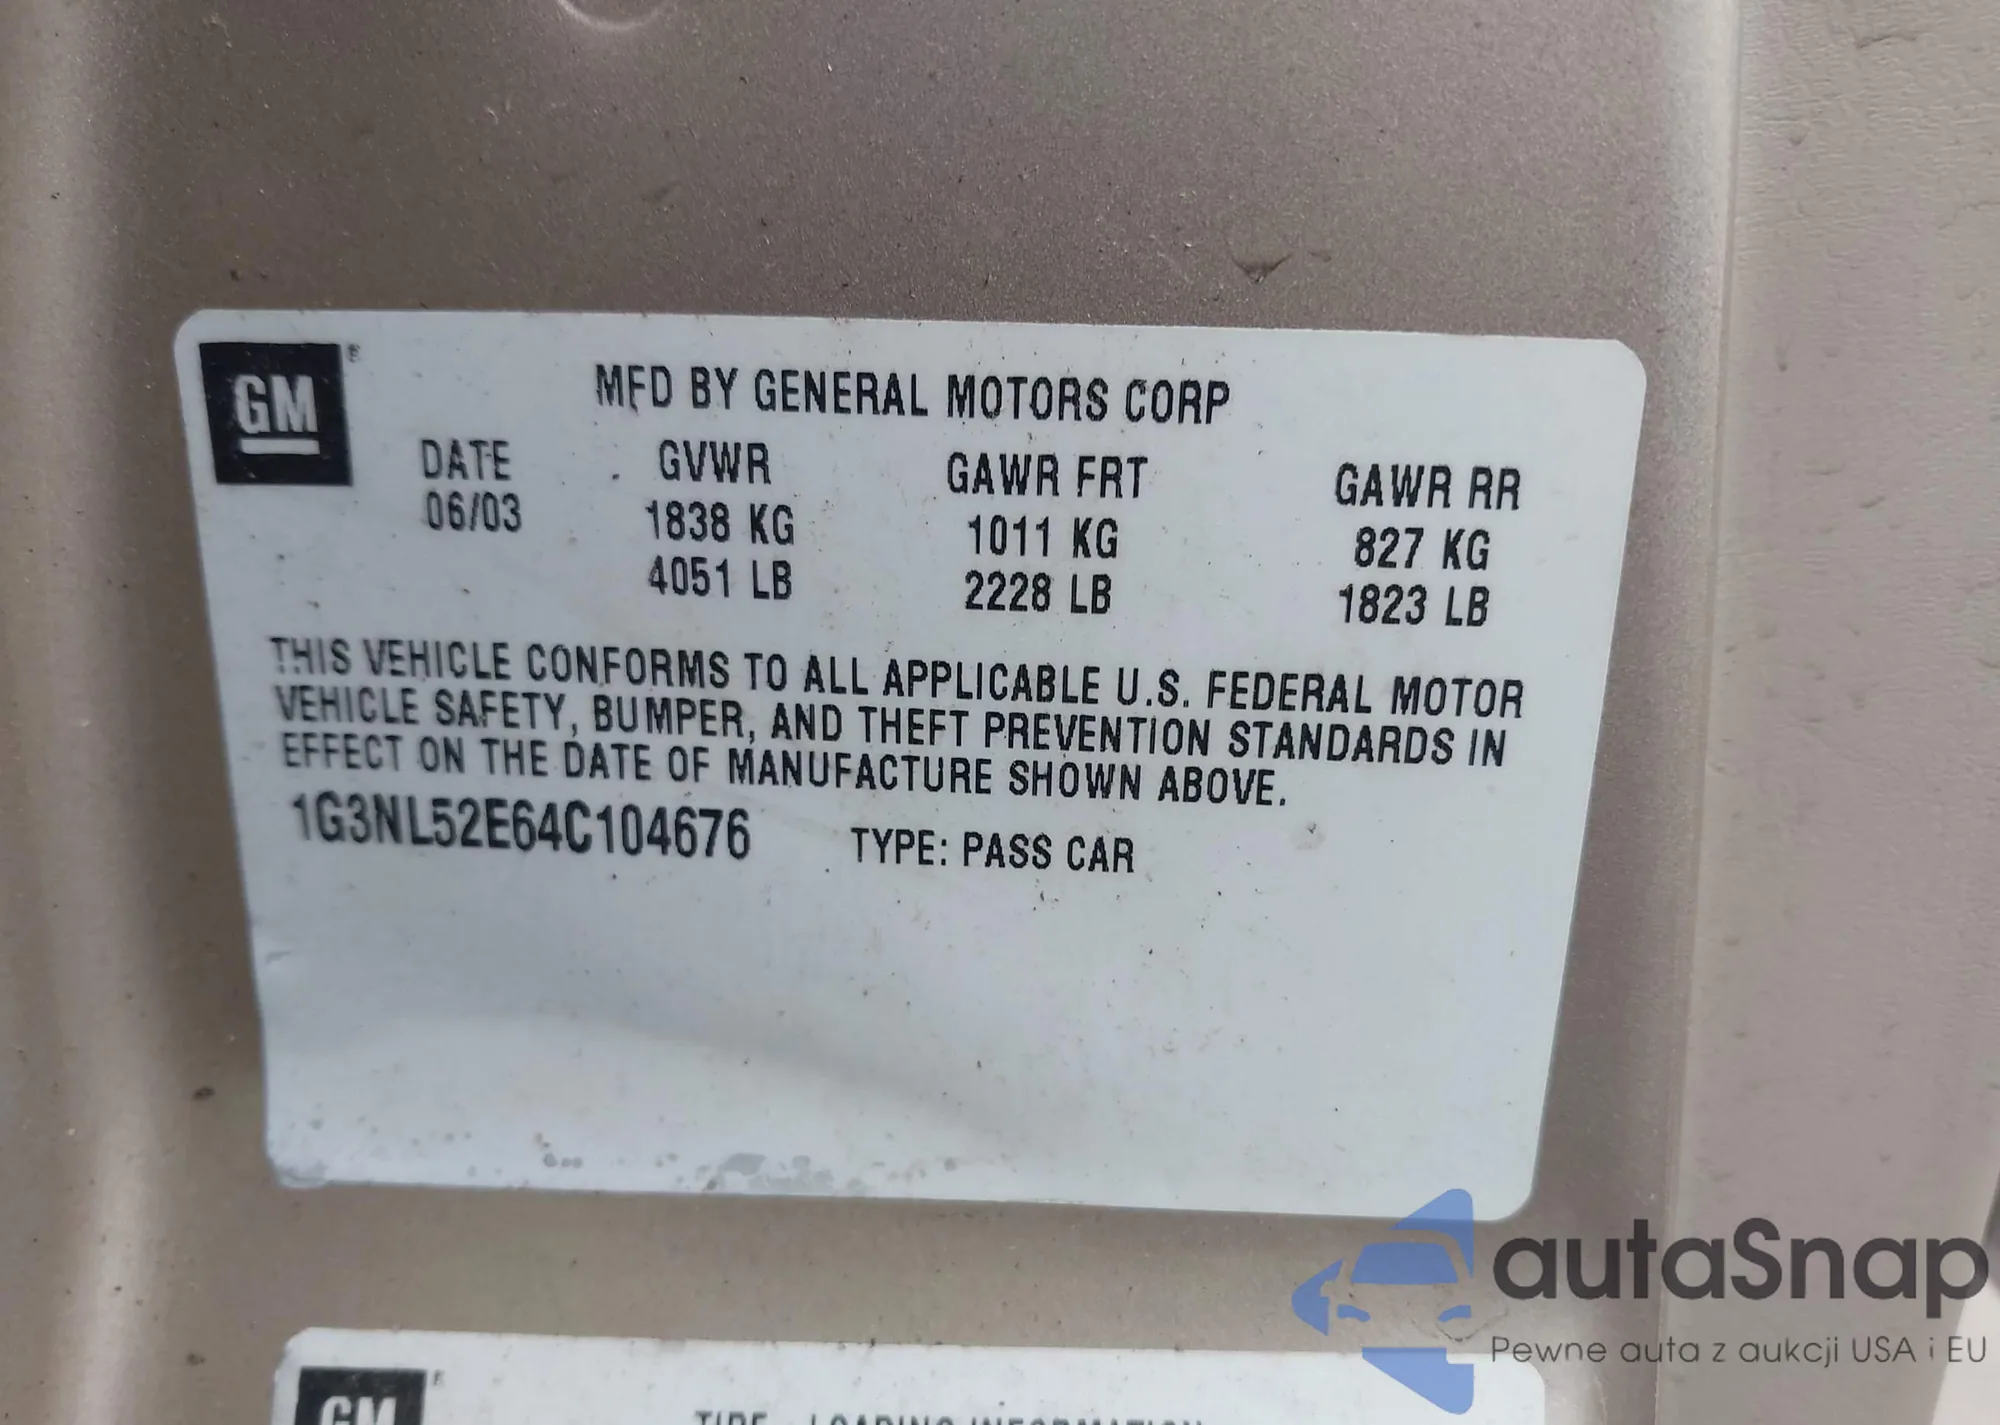 GM
MFD BY GENERAL MOTORS CORP
DATE GVWR GAWR FRT GAWR RR
06/03 1838 KG 1011 KG 827 KG
4051 LB 2228 LB 1823 LB
THIS VEHICLE CONFORMS TO ALL APPLICABLE U.S. FEDERAL MOTOR
VEHICLE SAFETY, BUMPER, AND THEFT PREVENTION STANDARDS IN
EFFECT ON THE DATE OF MANUFACTURE SHOWN ABOVE.
1G3NL52E64C104676 TYPE: PASS CAR
autaSnap
Pewne auta z aukcji USA i EU
GM
TIRE - LOADING INFORMATION